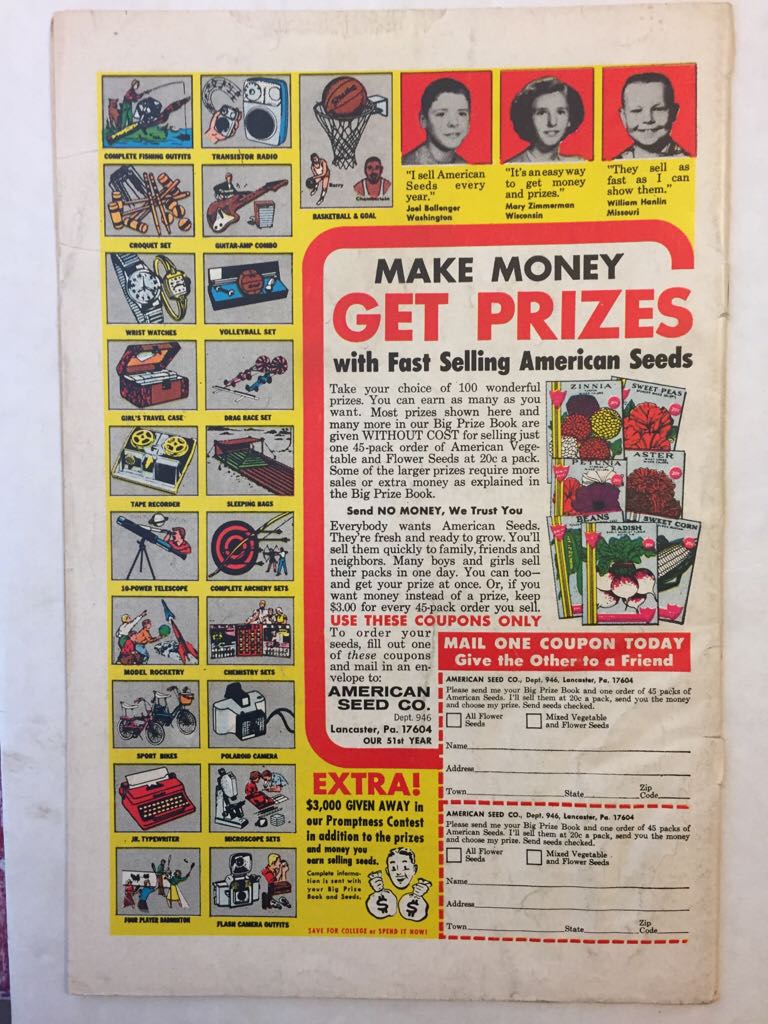 COMPLETE FISHING OUTFITS
TRANSISTOR RADIO
Spalding
Barry
Chamberlain
BASKETBALL & GOAL
"I sell American
Seeds every
year."
Joel Ballenger
Washington
"It's an easy way
to get money
and prizes."
Mary Zimmerman
Wisconsin
"They sell as
fast as I can
show them."
William Hanlin
Missouri
CROQUET SET
GUITAR-AMP COMBO
WRIST WATCHES
VOLLEYBALL SET
GIRL'S TRAVEL CASE
DRAG RACE SET
TAPE RECORDER
SLEEPING BAGS
10-POWER TELESCOPE
COMPLETE ARCHERY SETS
MODEL ROCKETRY
CHEMISTRY SETS
SPORT BIKES
POLAROID CAMERA
JR. TYPEWRITER
MICROSCOPE SETS
FOUR PLAYER BADMINTON
FLASH CAMERA OUTFITS
MAKE MONEY
GET PRIZES
with Fast Selling American Seeds
Take your choice of 100 wonderful
prizes. You can earn as many as you
want. Most prizes shown here and
many more in our Big Prize Book are
given WITHOUT COST for selling just
one 45-pack order of American Vege-
table and Flower Seeds at 20c a pack.
Some of the larger prizes require more
sales or extra money as explained in
the Big Prize Book.
Send NO MONEY, We Trust You
Everybody wants American Seeds.
They're fresh and ready to grow. You'll
sell them quickly to family, friends and
neighbors. Many boys and girls sell
their packs in one day. You can too—
and get your prize at once. Or, if you
want money instead of a prize, keep
$3.00 for every 45-pack order you sell.
USE THESE COUPONS ONLY
To order your
seeds, fill out one
of these coupons
and mail in an en-
velope to:
AMERICAN
SEED CO.
Dept. 946
Lancaster, Pa. 17604
OUR 51st YEAR
ZINNIA
SWEET PEAS
PETUNIA
ASTER
BEANS
RADISH
SWEET CORN
MAIL ONE COUPON TODAY
Give the Other to a Friend
AMERICAN SEED CO., Dept. 946, Lancaster, Pa. 17604
Please send me your Big Prize Book and one order of 45 packs of
American Seeds. I'll sell them at 20c a pack, send you the money
and choose my prize. Send seeds checked.
All Flower
Seeds
Mixed Vegetable
and Flower Seeds
Name
Address
Town State Zip Code
AMERICAN SEED CO., Dept. 946, Lancaster, Pa. 17604
Please send me your Big Prize Book and one order of 45 packs of
American Seeds. I'll sell them at 20c a pack, send you the money
and choose my prize. Send seeds checked.
All Flower
Seeds
Mixed Vegetable
and Flower Seeds
Name
Address
Town State Zip Code
EXTRA!
$3,000 GIVEN AWAY in
our Promptness Contest
in addition to the prizes
and money you
earn selling seeds.
Complete informa-
tion is sent with
your Big Prize
Book and Seeds.
$ $
SAVE FOR COLLEGE or SPEND IT NOW!